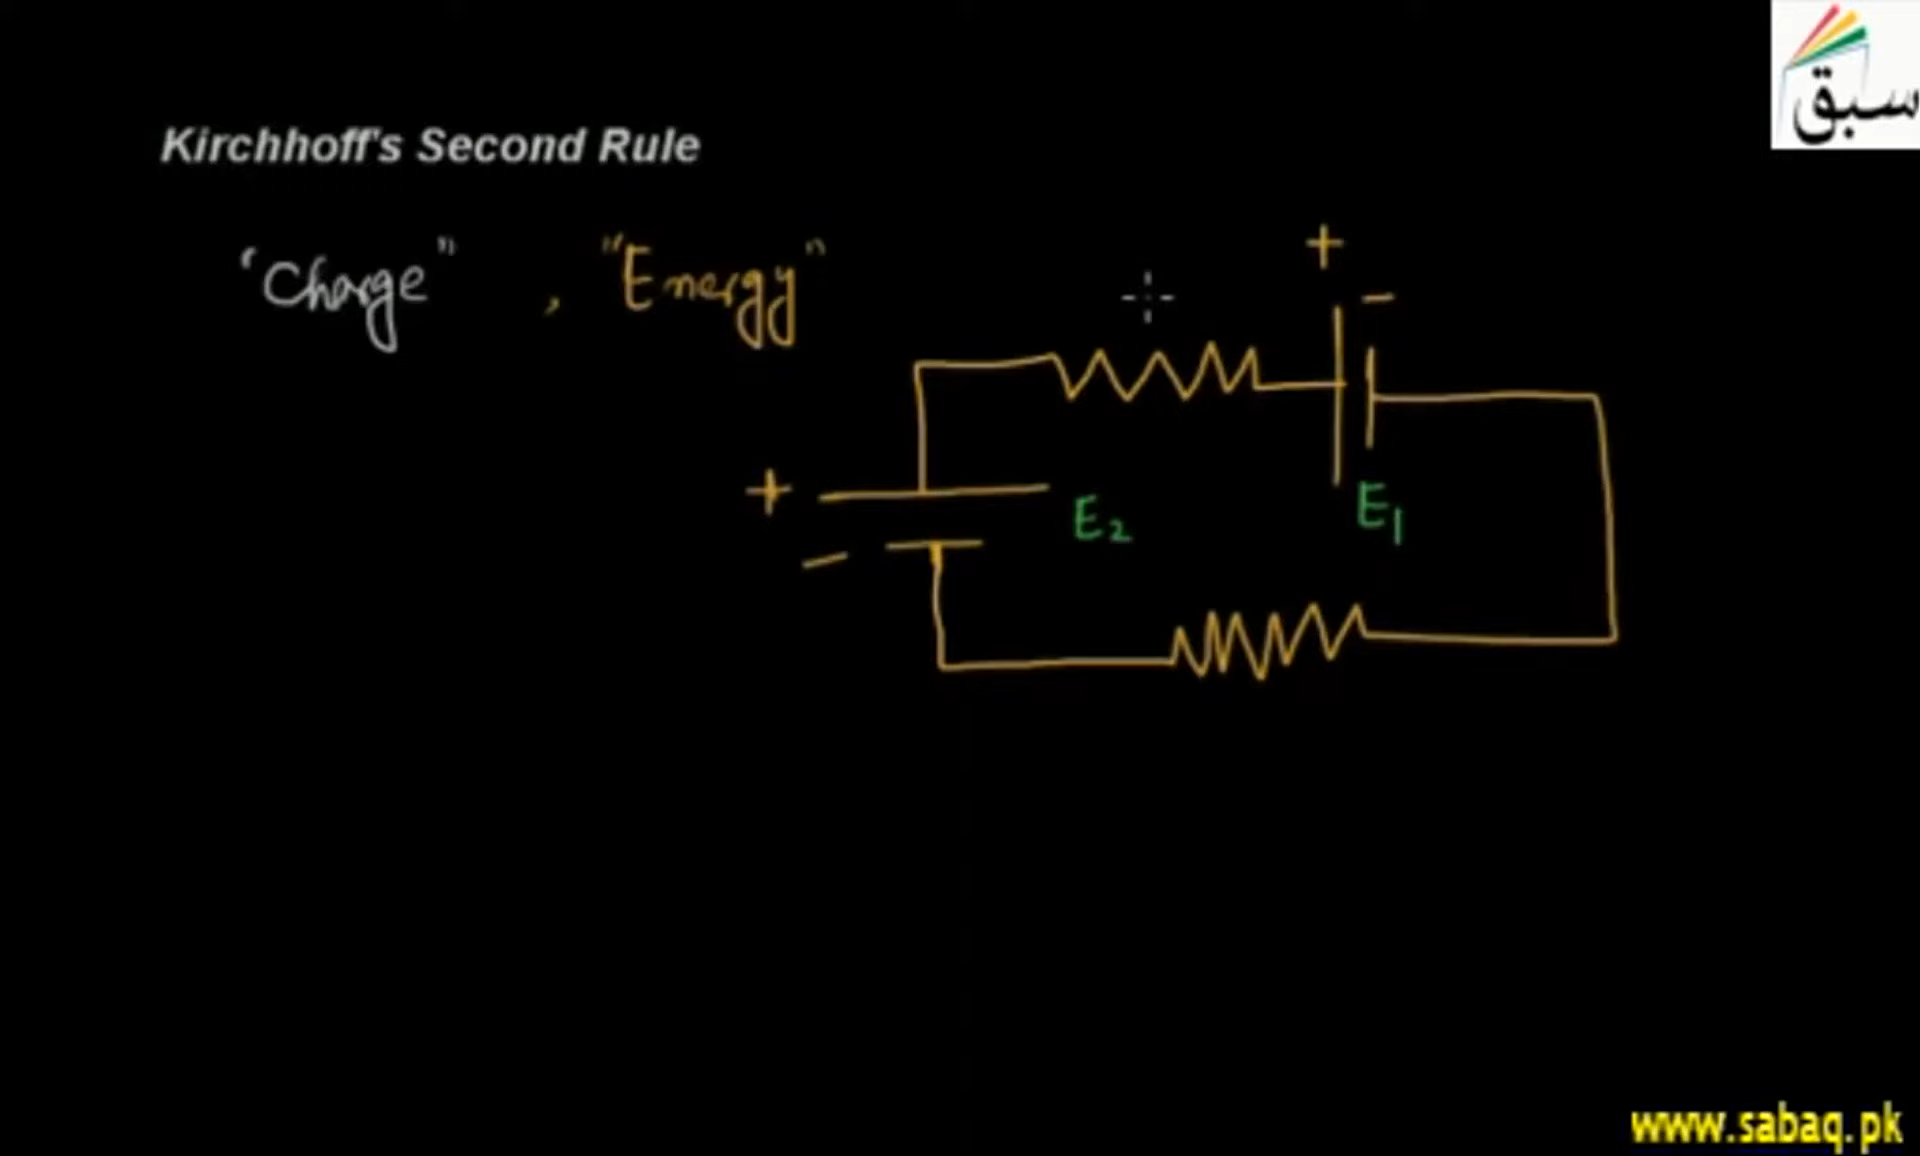 سبق
Kirchhoff's Second Rule
'Charge" , "Energy"
+
-
+
-
E₂
E₁
www.sabaq.pk